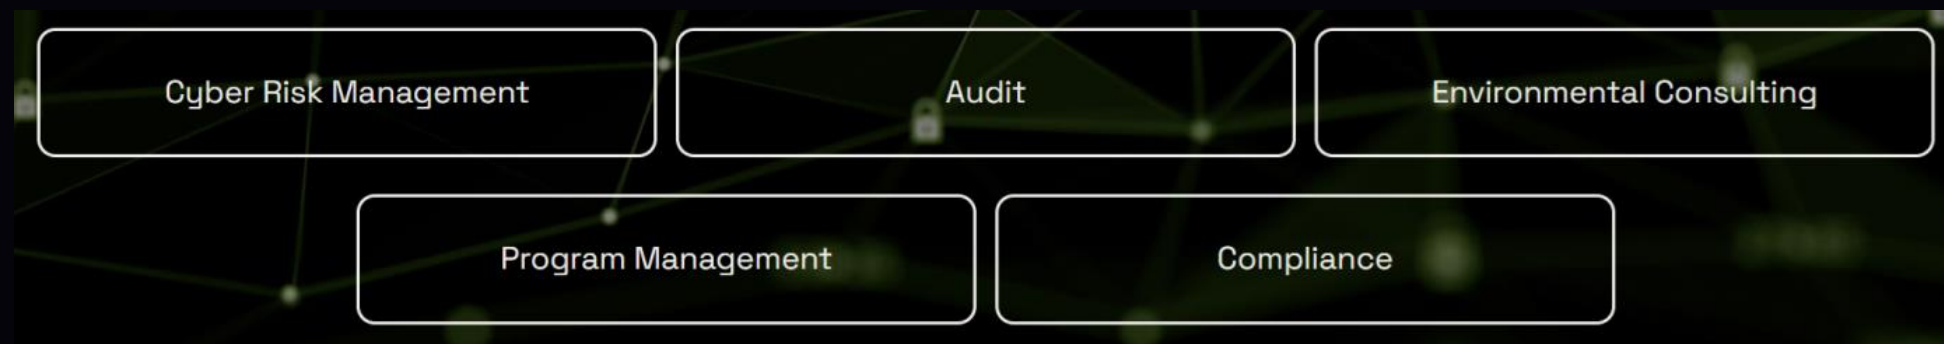 Cyber Risk Management
Audit
Environmental Consulting
Program Management
Compliance